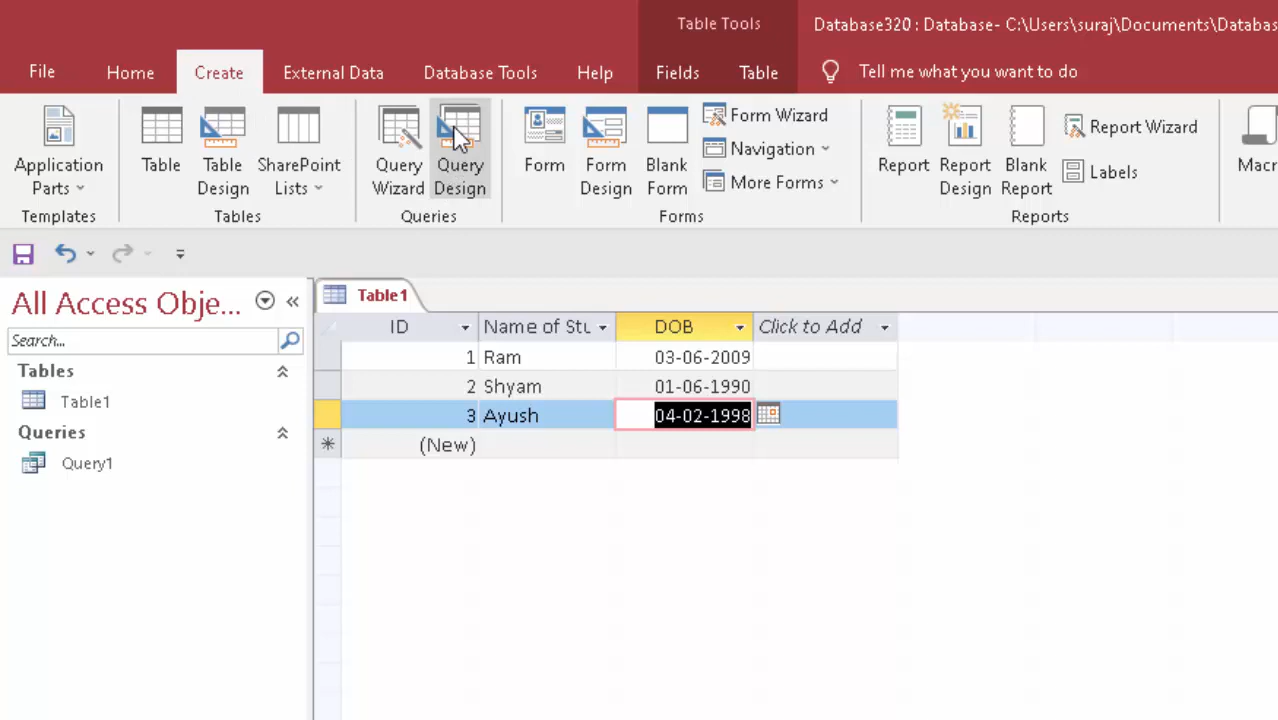 Table Tools
Database320 : Database- C:\Users\suraj\Documents\Databas
File Home Create External Data Database Tools Help Fields Table Tell me what you want to do
Application Parts
Templates
Table
Table Design
SharePoint Lists
Tables
Query Wizard
Query Design
Queries
Form
Form Design
Blank Form
Form Wizard
Navigation
More Forms
Forms
Report
Report Design
Blank Report
Report Wizard
Labels
Reports
Macr
All Access Obje...
Search...
Tables
Table1
Queries
Query1
Table1
ID Name of Stu DOB Click to Add
1 Ram 03-06-2009
2 Shyam 01-06-1990
3 Ayush 04-02-1998
* (New)